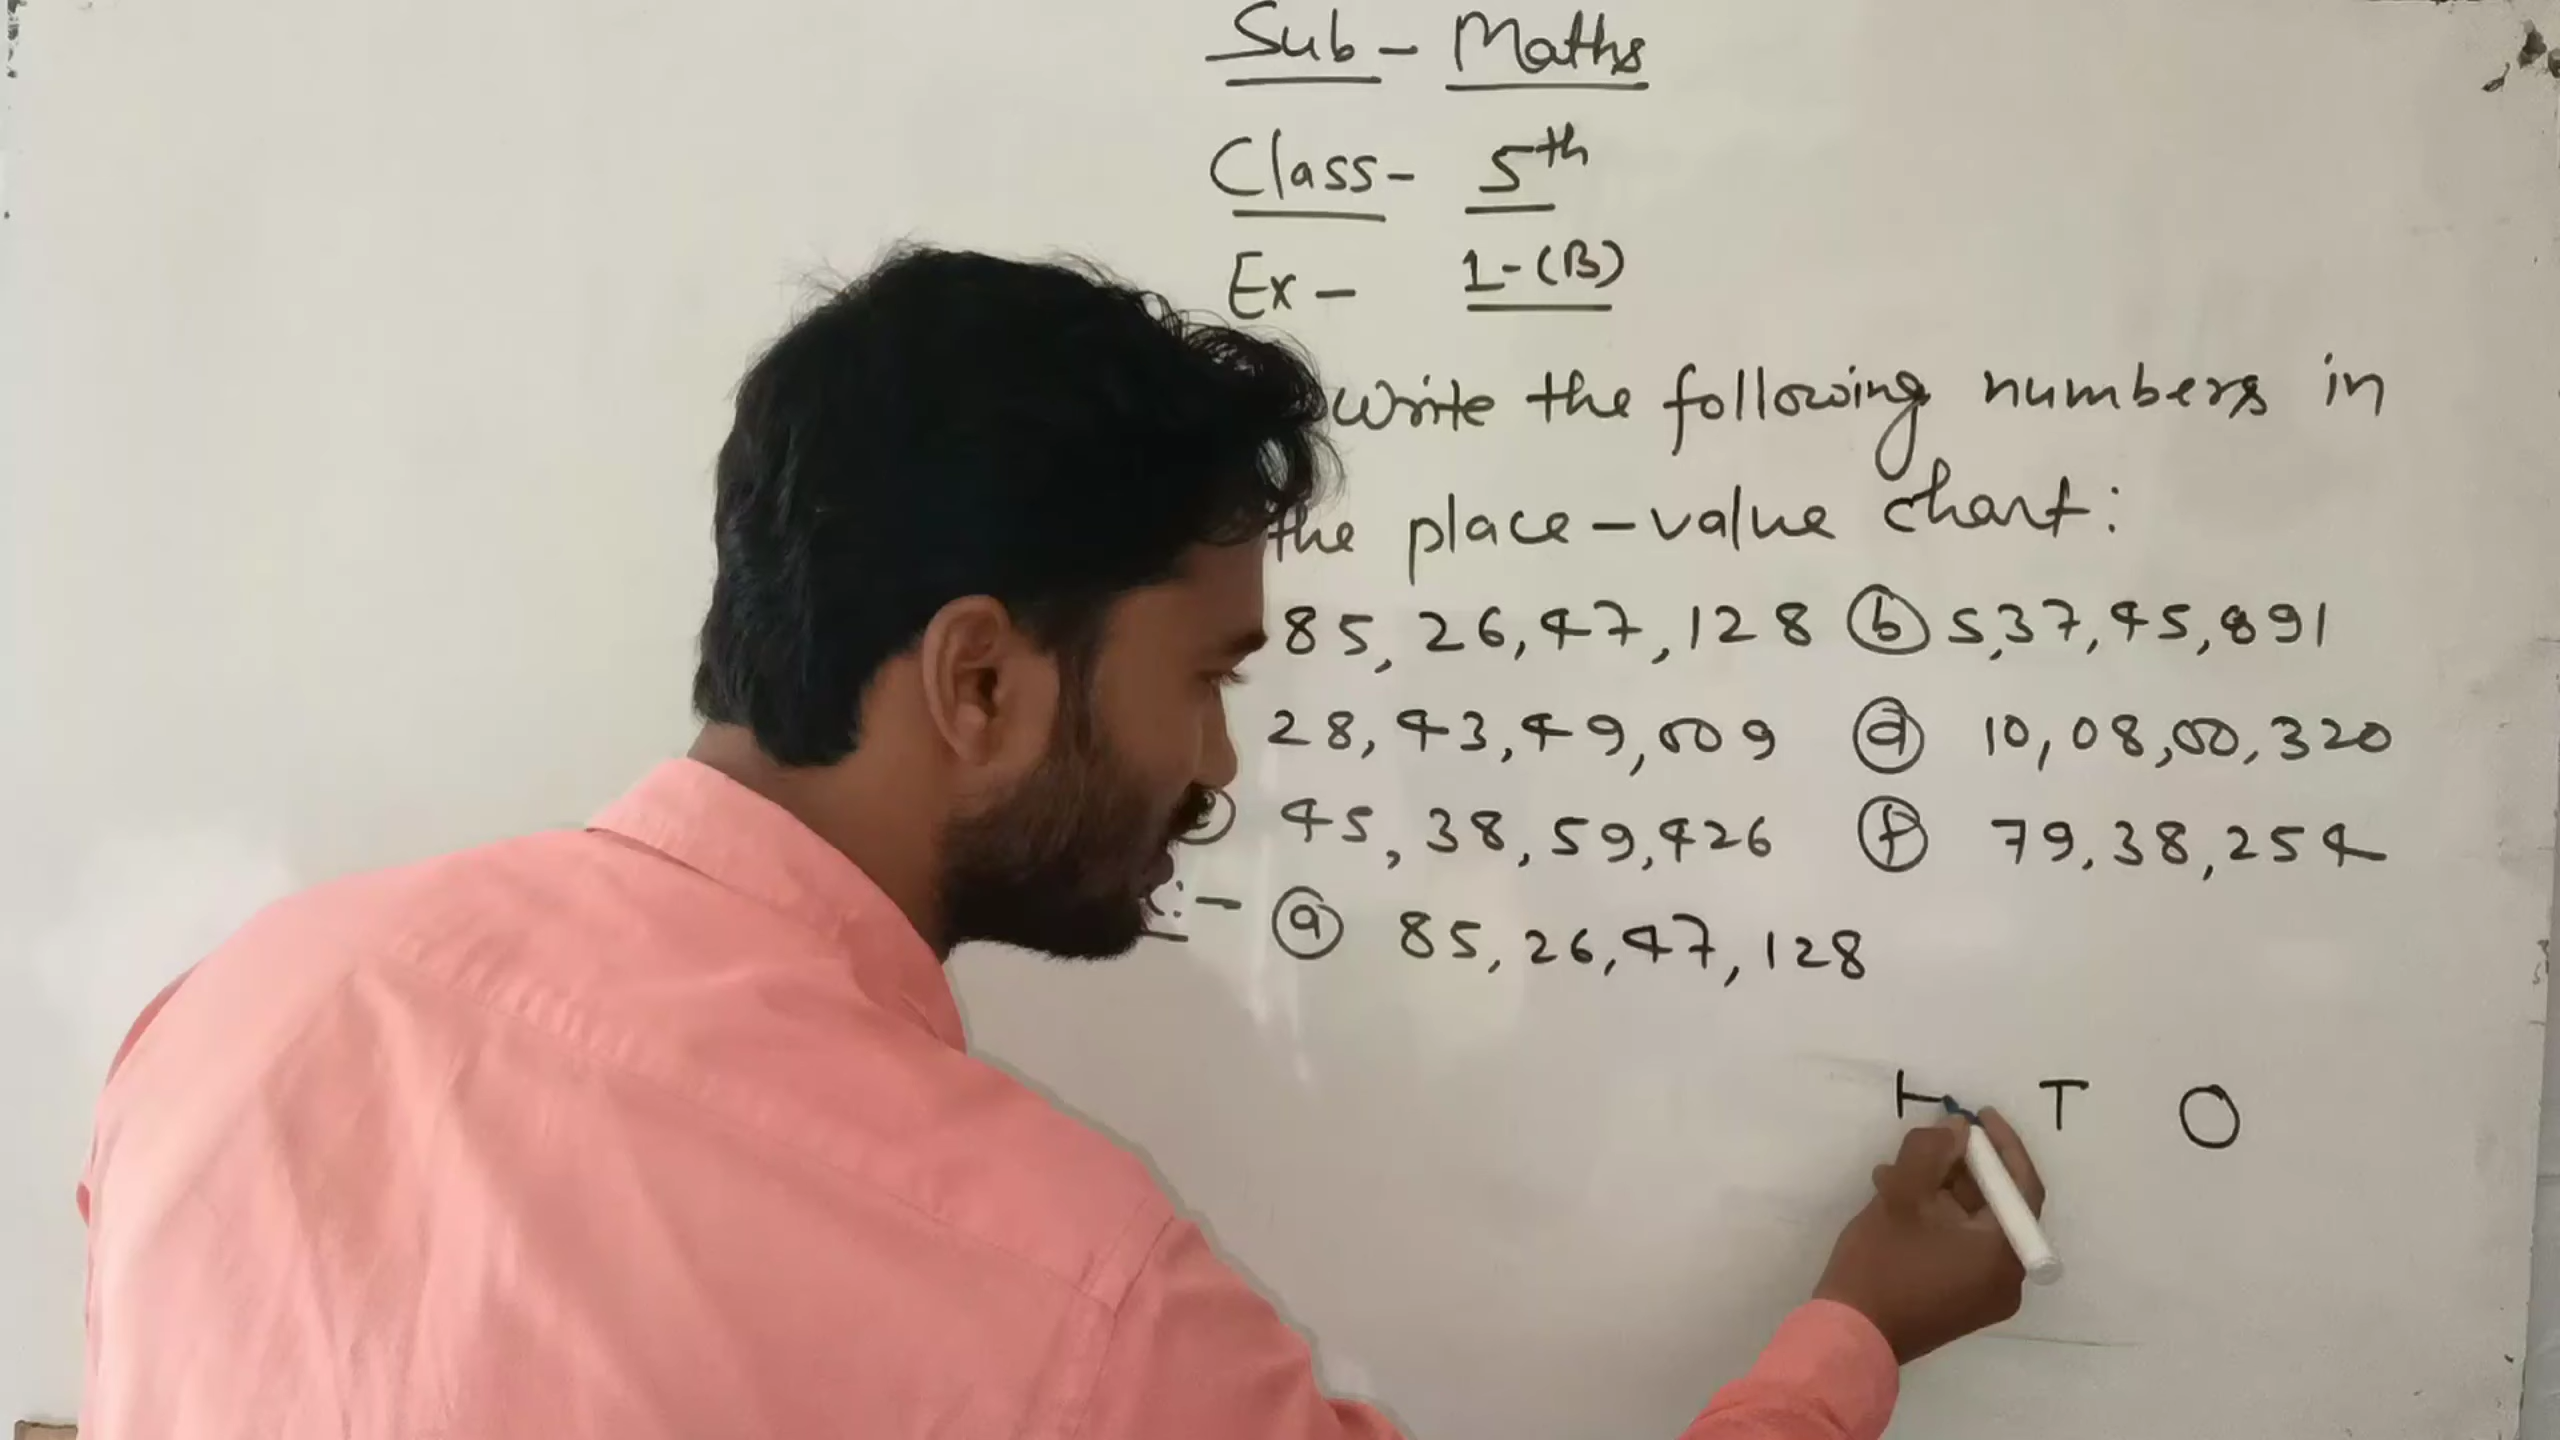 Sub - Maths
Class - 5th
Ex - 1-(B)
Write the following numbers in
the place-value chart:
85,26,47,128 (b) 5,37,45,891
28,43,49,009 (d) 10,08,00,320
45,38,59,426 (f) 79,38,254
:- (a) 85,26,47,128
H T O